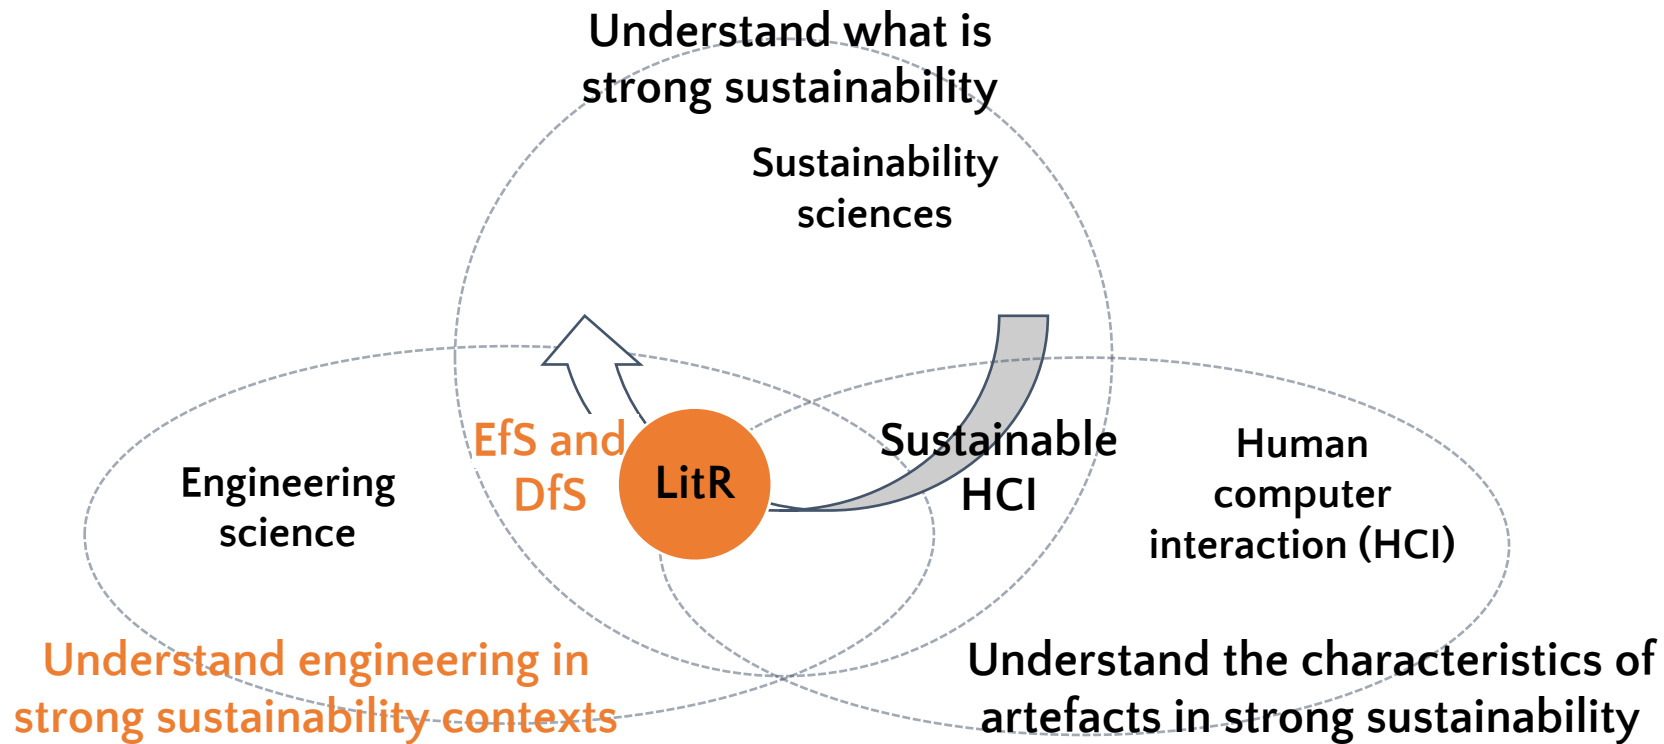 Understand what is
strong sustainability
Sustainability
sciences
EfS and
DfS
LitR
Sustainable
HCI
Engineering
science
Human
computer
interaction (HCI)
Understand engineering in
strong sustainability contexts
Understand the characteristics of
artefacts in strong sustainability